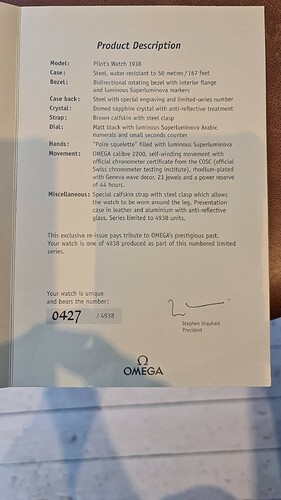 Product Description
Model: Pilot's Watch 1938
Case: Steel, water-resistant to 50 metres / 167 feet
Bezel: Bidirectional rotating bezel with interior flange
and luminous Superluminova markers
Case back: Steel with special engraving and limited-series number
Crystal: Domed sapphire crystal with anti-reflective treatment
Strap: Brown calfskin with steel clasp
Dial: Matt black with luminous Superluminova Arabic
numerals and small seconds counter
Hands: "Poire squelette" filled with luminous Superluminova
Movement: OMEGA calibre 2200, self-winding movement with
official chronometer certificate from the COSC (official
Swiss chronometer testing institute), rhodium-plated
with Geneva wave decor, 23 jewels and a power reserve
of 44 hours.
Miscellaneous: Special calfskin strap with steel clasp which allows
the watch to be worn around the leg. Presentation
case in leather and aluminium with anti-reflective
glass. Series limited to 4938 units.
This exclusive re-issue pays tribute to OMEGA's prestigious past.
Your watch is one of 4938 produced as part of this numbered limited
series.
Your watch is unique
and bears the number:
0427 / 4938
Stephen Urquhart
President
Ω
OMEGA